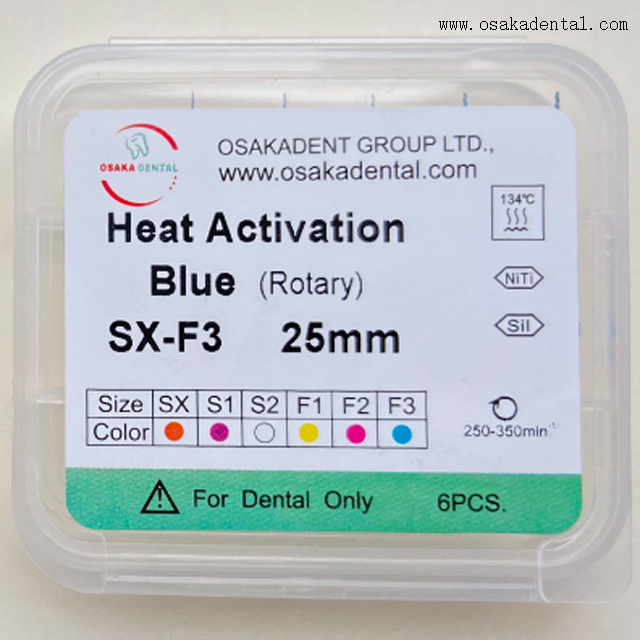 www.osakadental.com
OSAKA DENTAL
OSAKADENT GROUP LTD.,
www.osakadental.com
134℃
Heat Activation
Blue (Rotary)
NiTi
SX-F3 25mm
Sil
Size SX S1 S2 F1 F2 F3
Color
250-350min⁻¹
For Dental Only 6PCS.